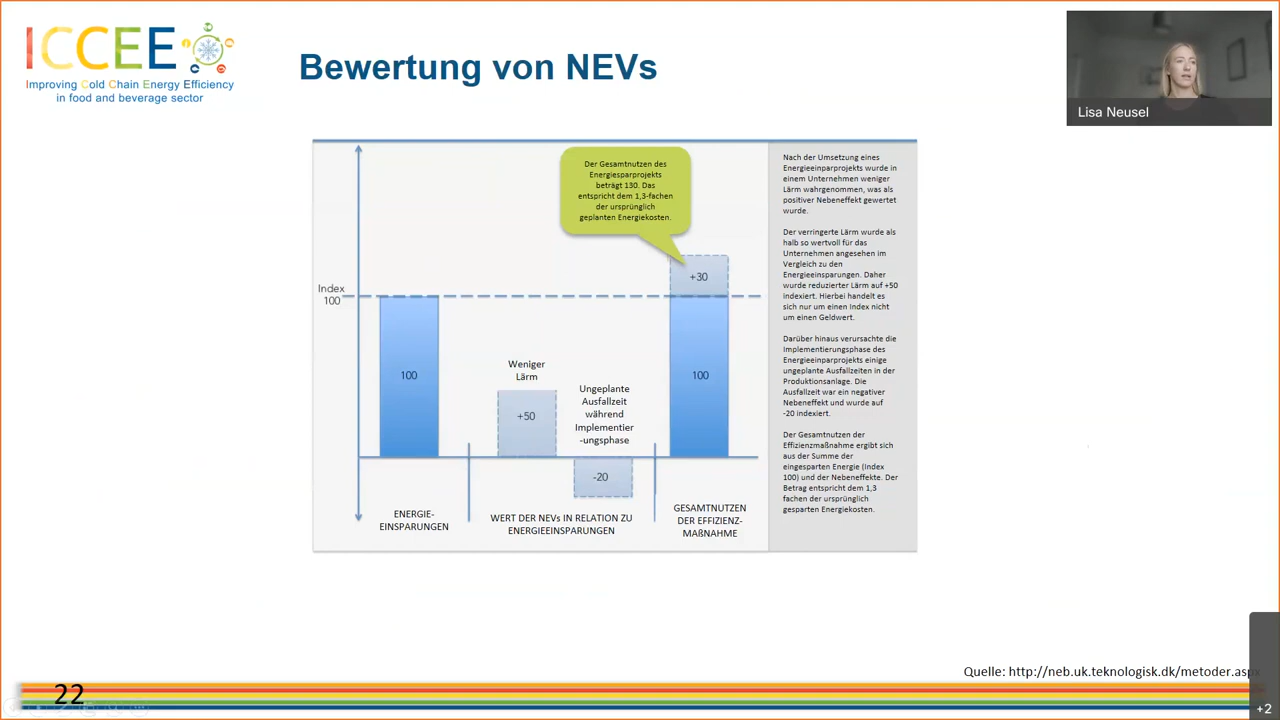 ICCEE
Improving Cold Chain Energy Efficiency
in food and beverage sector
Bewertung von NEVs
Lisa Neusel
Der Gesamtnutzen des
Energiesparprojekts
beträgt 130. Das
entspricht dem 1,3-fachen
der ursprünglich
geplanten Energiekosten.
Index
100
100
Weniger
Lärm
+50
Ungeplante
Ausfallzeit
während
Implementier
-ungsphase
-20
+30
100
ENERGIE-
EINSPARUNGEN
WERT DER NEVs IN RELATION ZU
ENERGIEEINSPARUNGEN
GESAMTNUTZEN
DER EFFIZENZ-
MAßNAHME
Nach der Umsetzung eines
Energieeinparprojekts wurde in
einem Unternehmen weniger
Lärm wahrgenommen, was als
positiver Nebeneffekt gewertet
wurde.
Der verringerte Lärm wurde als
halb so wertvoll für das
Unternehmen angesehen im
Vergleich zu den
Energieeinsparungen. Daher
wurde reduzierter Lärm auf +50
indexiert. Hierbei handelt es
sich nur um einen Index nicht
um einen Geldwert.
Darüber hinaus verursachte die
Implementierungsphase des
Energieeinparprojekts einige
ungeplante Ausfallzeiten in der
Produktionsanlage. Die
Ausfallzeit war ein negativer
Nebeneffekt und wurde auf
-20 indexiert.
Der Gesamtnutzen der
Effizienzmaßnahme ergibt sich
aus der Summe der
eingesparten Energie (Index
100) und der Nebeneffekte. Der
Betrag entspricht dem 1,3
fachen der ursprünglich
gesparten Energiekosten.
Quelle: http://neb.uk.teknologisk.dk/metoder.aspx
22
+2